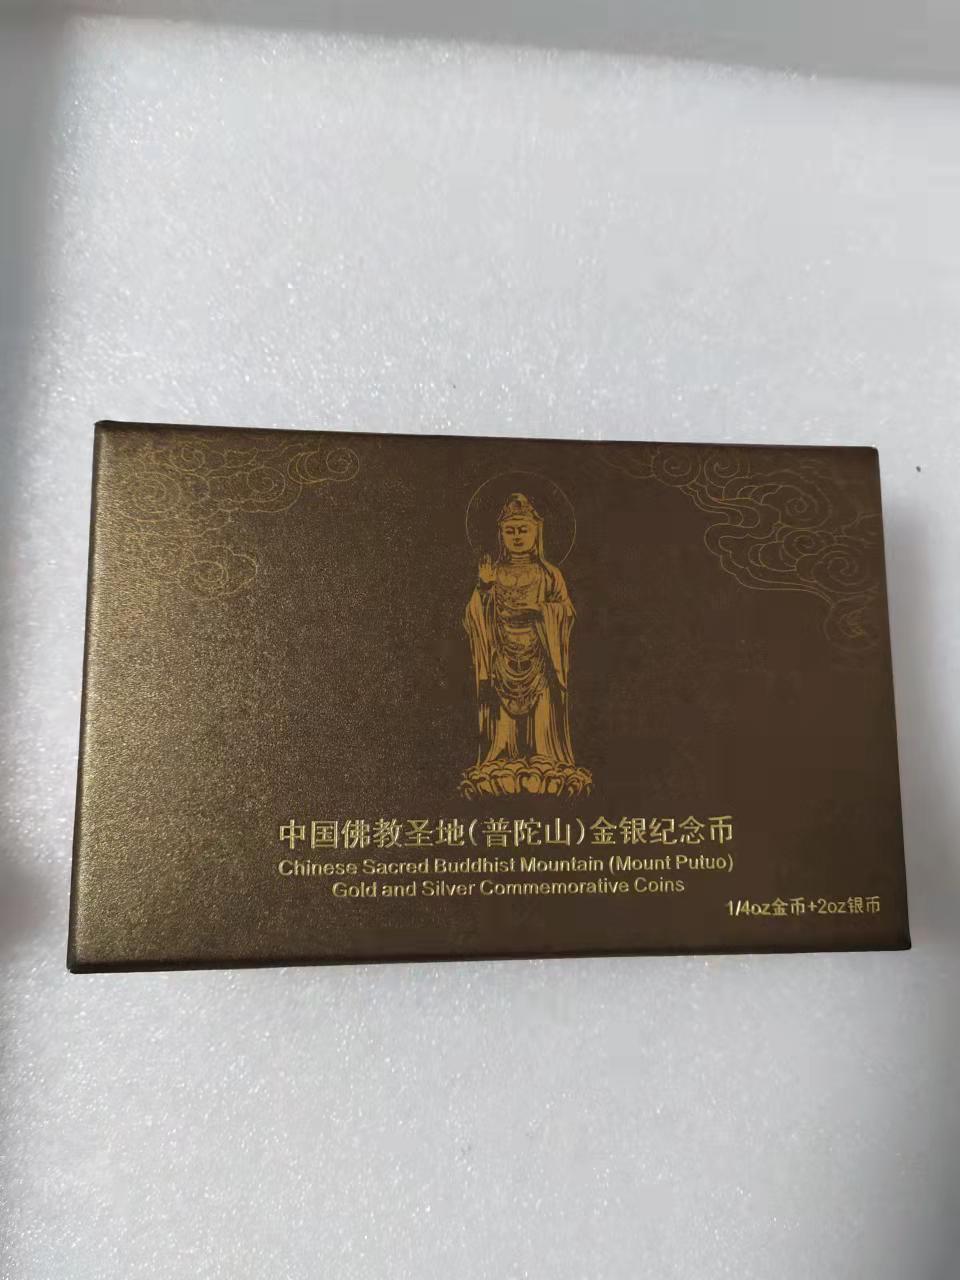 中国佛教圣地(普陀山)金银纪念币
Chinese Sacred Buddhist Mountain (Mount Putuo)
Gold and Silver Commemorative Coins
1/4oz金币+2oz银币